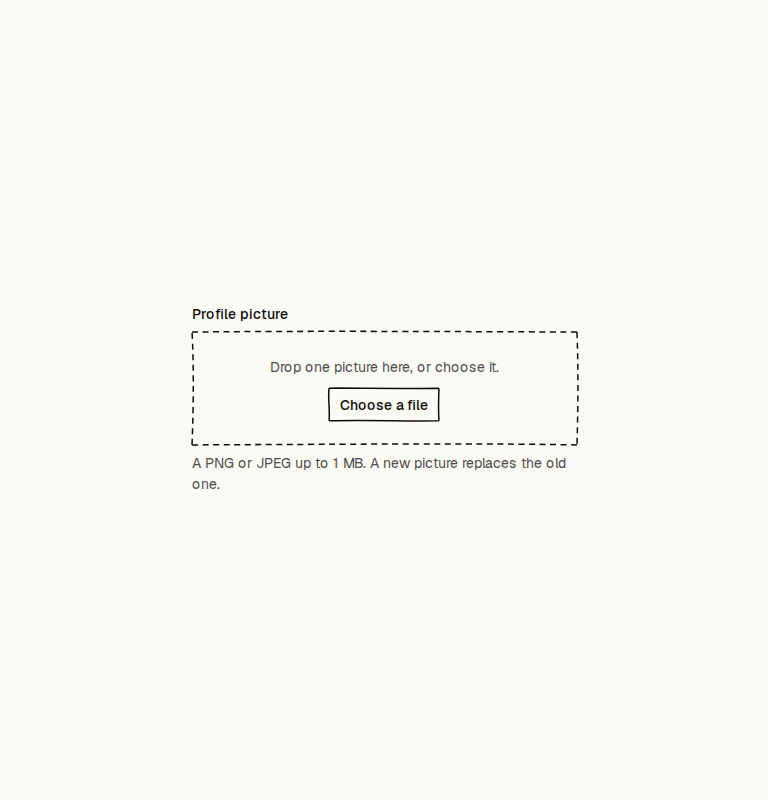 Profile picture
Drop one picture here, or choose it.
Choose a file
A PNG or JPEG up to 1 MB. A new picture replaces the old
one.